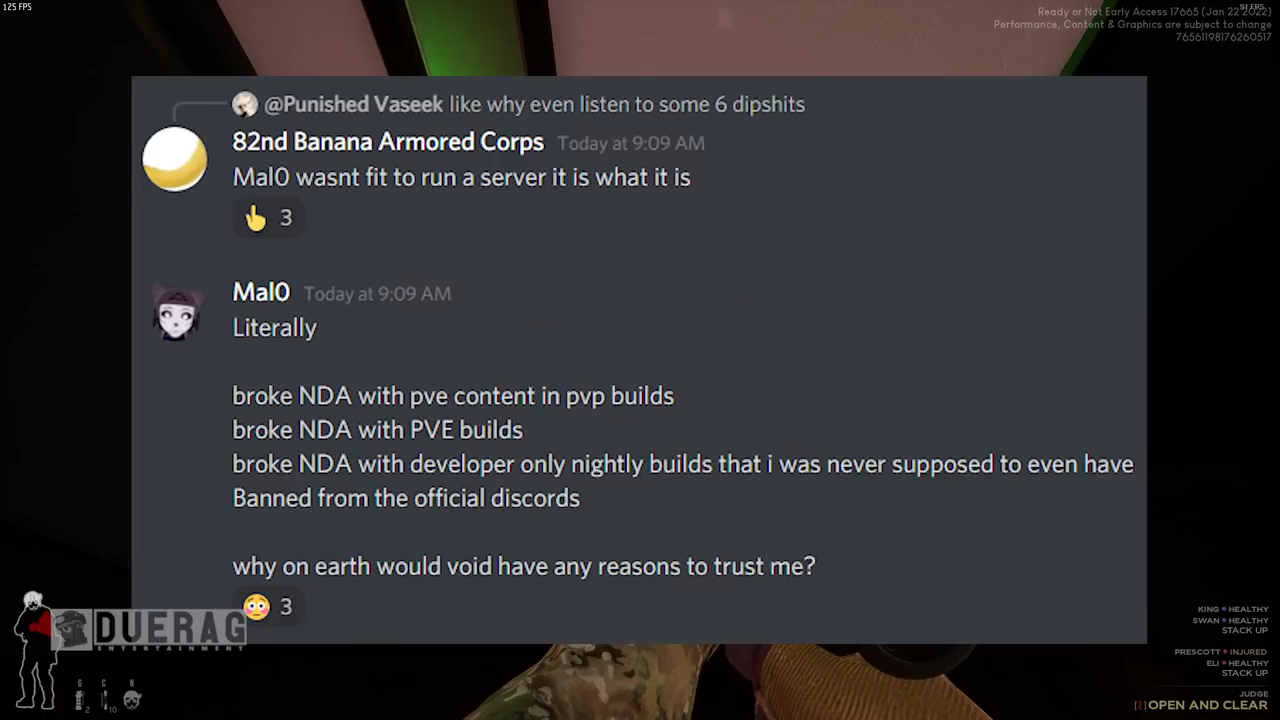 125 FPS
91 FPS
Ready or Not Early Access 17665 (Jan 22 2022)
Performance, Content & Graphics are subject to change
76561198176260517
@Punished Vaseek like why even listen to some 6 dipshits
82nd Banana Armored Corps Today at 9:09 AM
Mal0 wasnt fit to run a server it is what it is
3
Mal0 Today at 9:09 AM
Literally
broke NDA with pve content in pvp builds
broke NDA with PVE builds
broke NDA with developer only nightly builds that i was never supposed to even have
Banned from the official discords
why on earth would void have any reasons to trust me?
3
DUERAG
ENTERTAINMENT
G C N
2 10
KING HEALTHY
SWAN HEALTHY
STACK UP
PRESCOTT INJURED
ELI HEALTHY
STACK UP
JUDGE
OPEN AND CLEAR